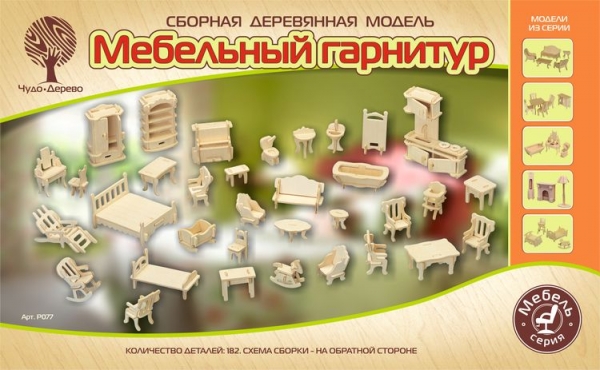 СБОРНАЯ ДЕРЕВЯННАЯ МОДЕЛЬ
Мебельный гарнитур
Чудо-Дерево
МОДЕЛИ
ИЗ СЕРИИ
Арт. P077
Мебель
серия
КОЛИЧЕСТВО ДЕТАЛЕЙ: 182. СХЕМА СБОРКИ - НА ОБРАТНОЙ СТОРОНЕ